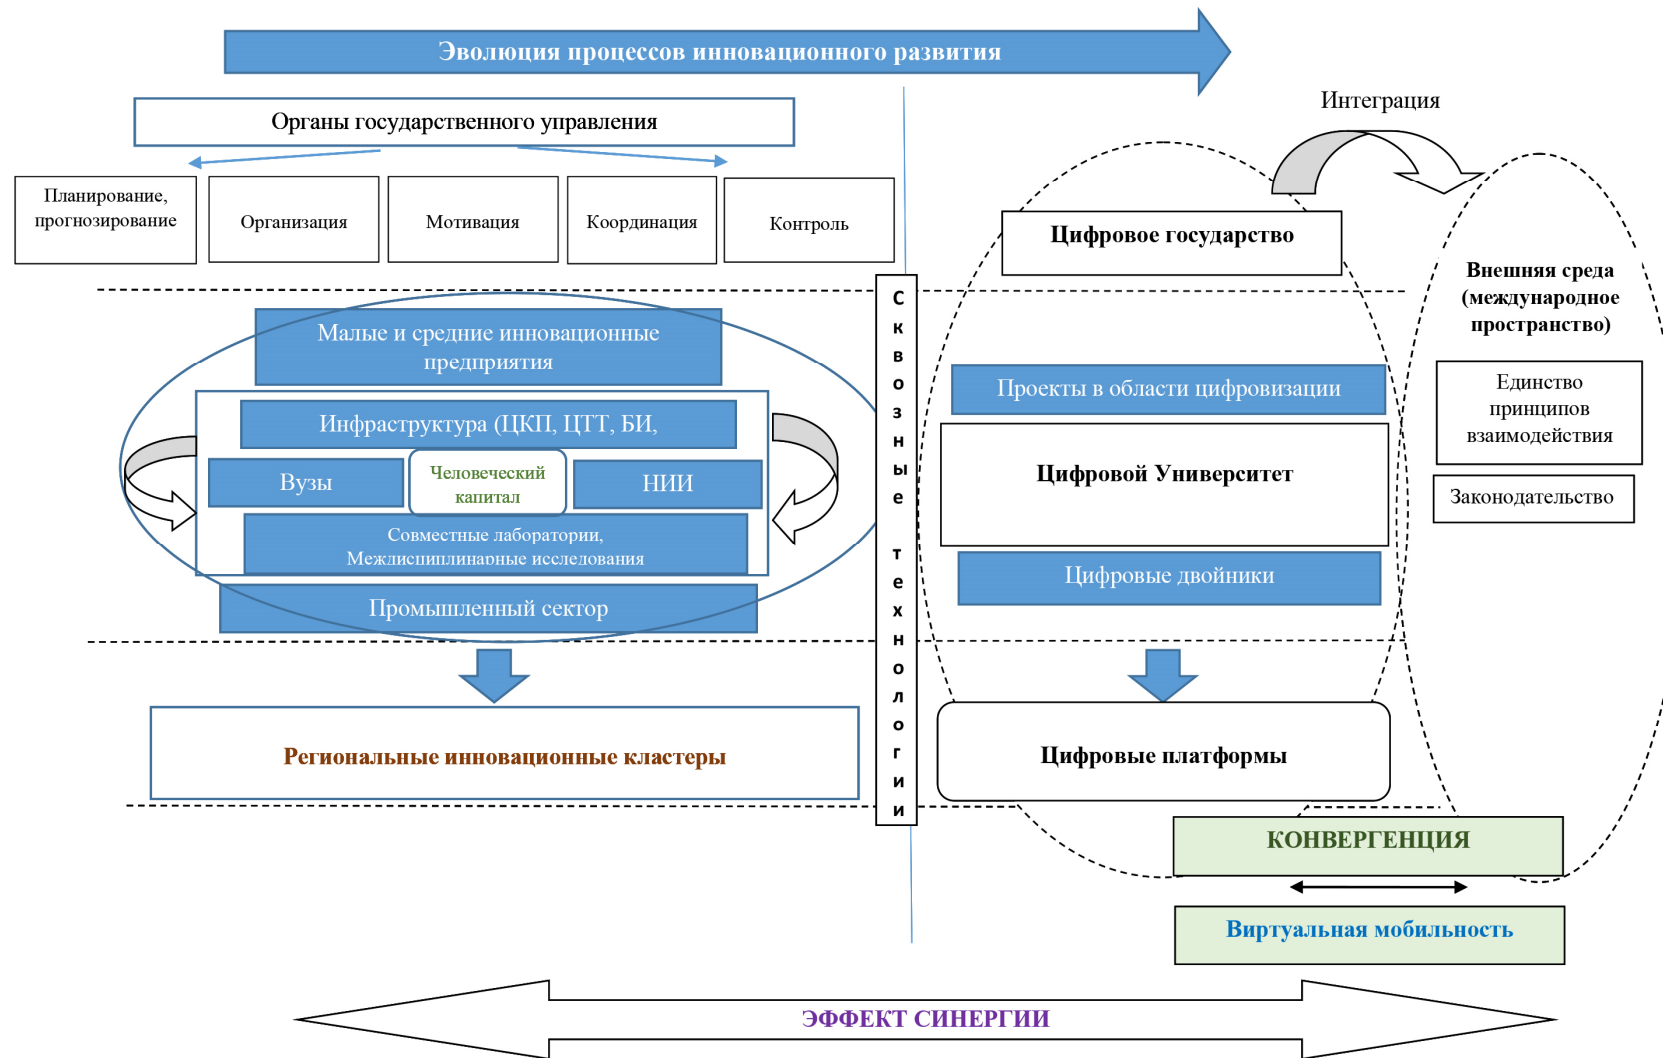 Эволюция процессов инновационного развития
Интеграция
Органы государственного управления
Планирование,
прогнозирование
Организация
Мотивация
Координация
Контроль
Цифровое государство
Внешняя среда
(международное
пространство)
Единство
принципов
взаимодействия
Законодательство
Малые и средние инновационные
предприятия
Инфраструктура (ЦКП, ЦТТ, БИ,
Вузы
Человеческий
капитал
НИИ
Совместные лаборатории,
Междисциплинарные исследования
Промышленный сектор
Сквозные технологии
Проекты в области цифровизации
Цифровой Университет
Цифровые двойники
Региональные инновационные кластеры
Цифровые платформы
КОНВЕРГЕНЦИЯ
Виртуальная мобильность
ЭФФЕКТ СИНЕРГИИ